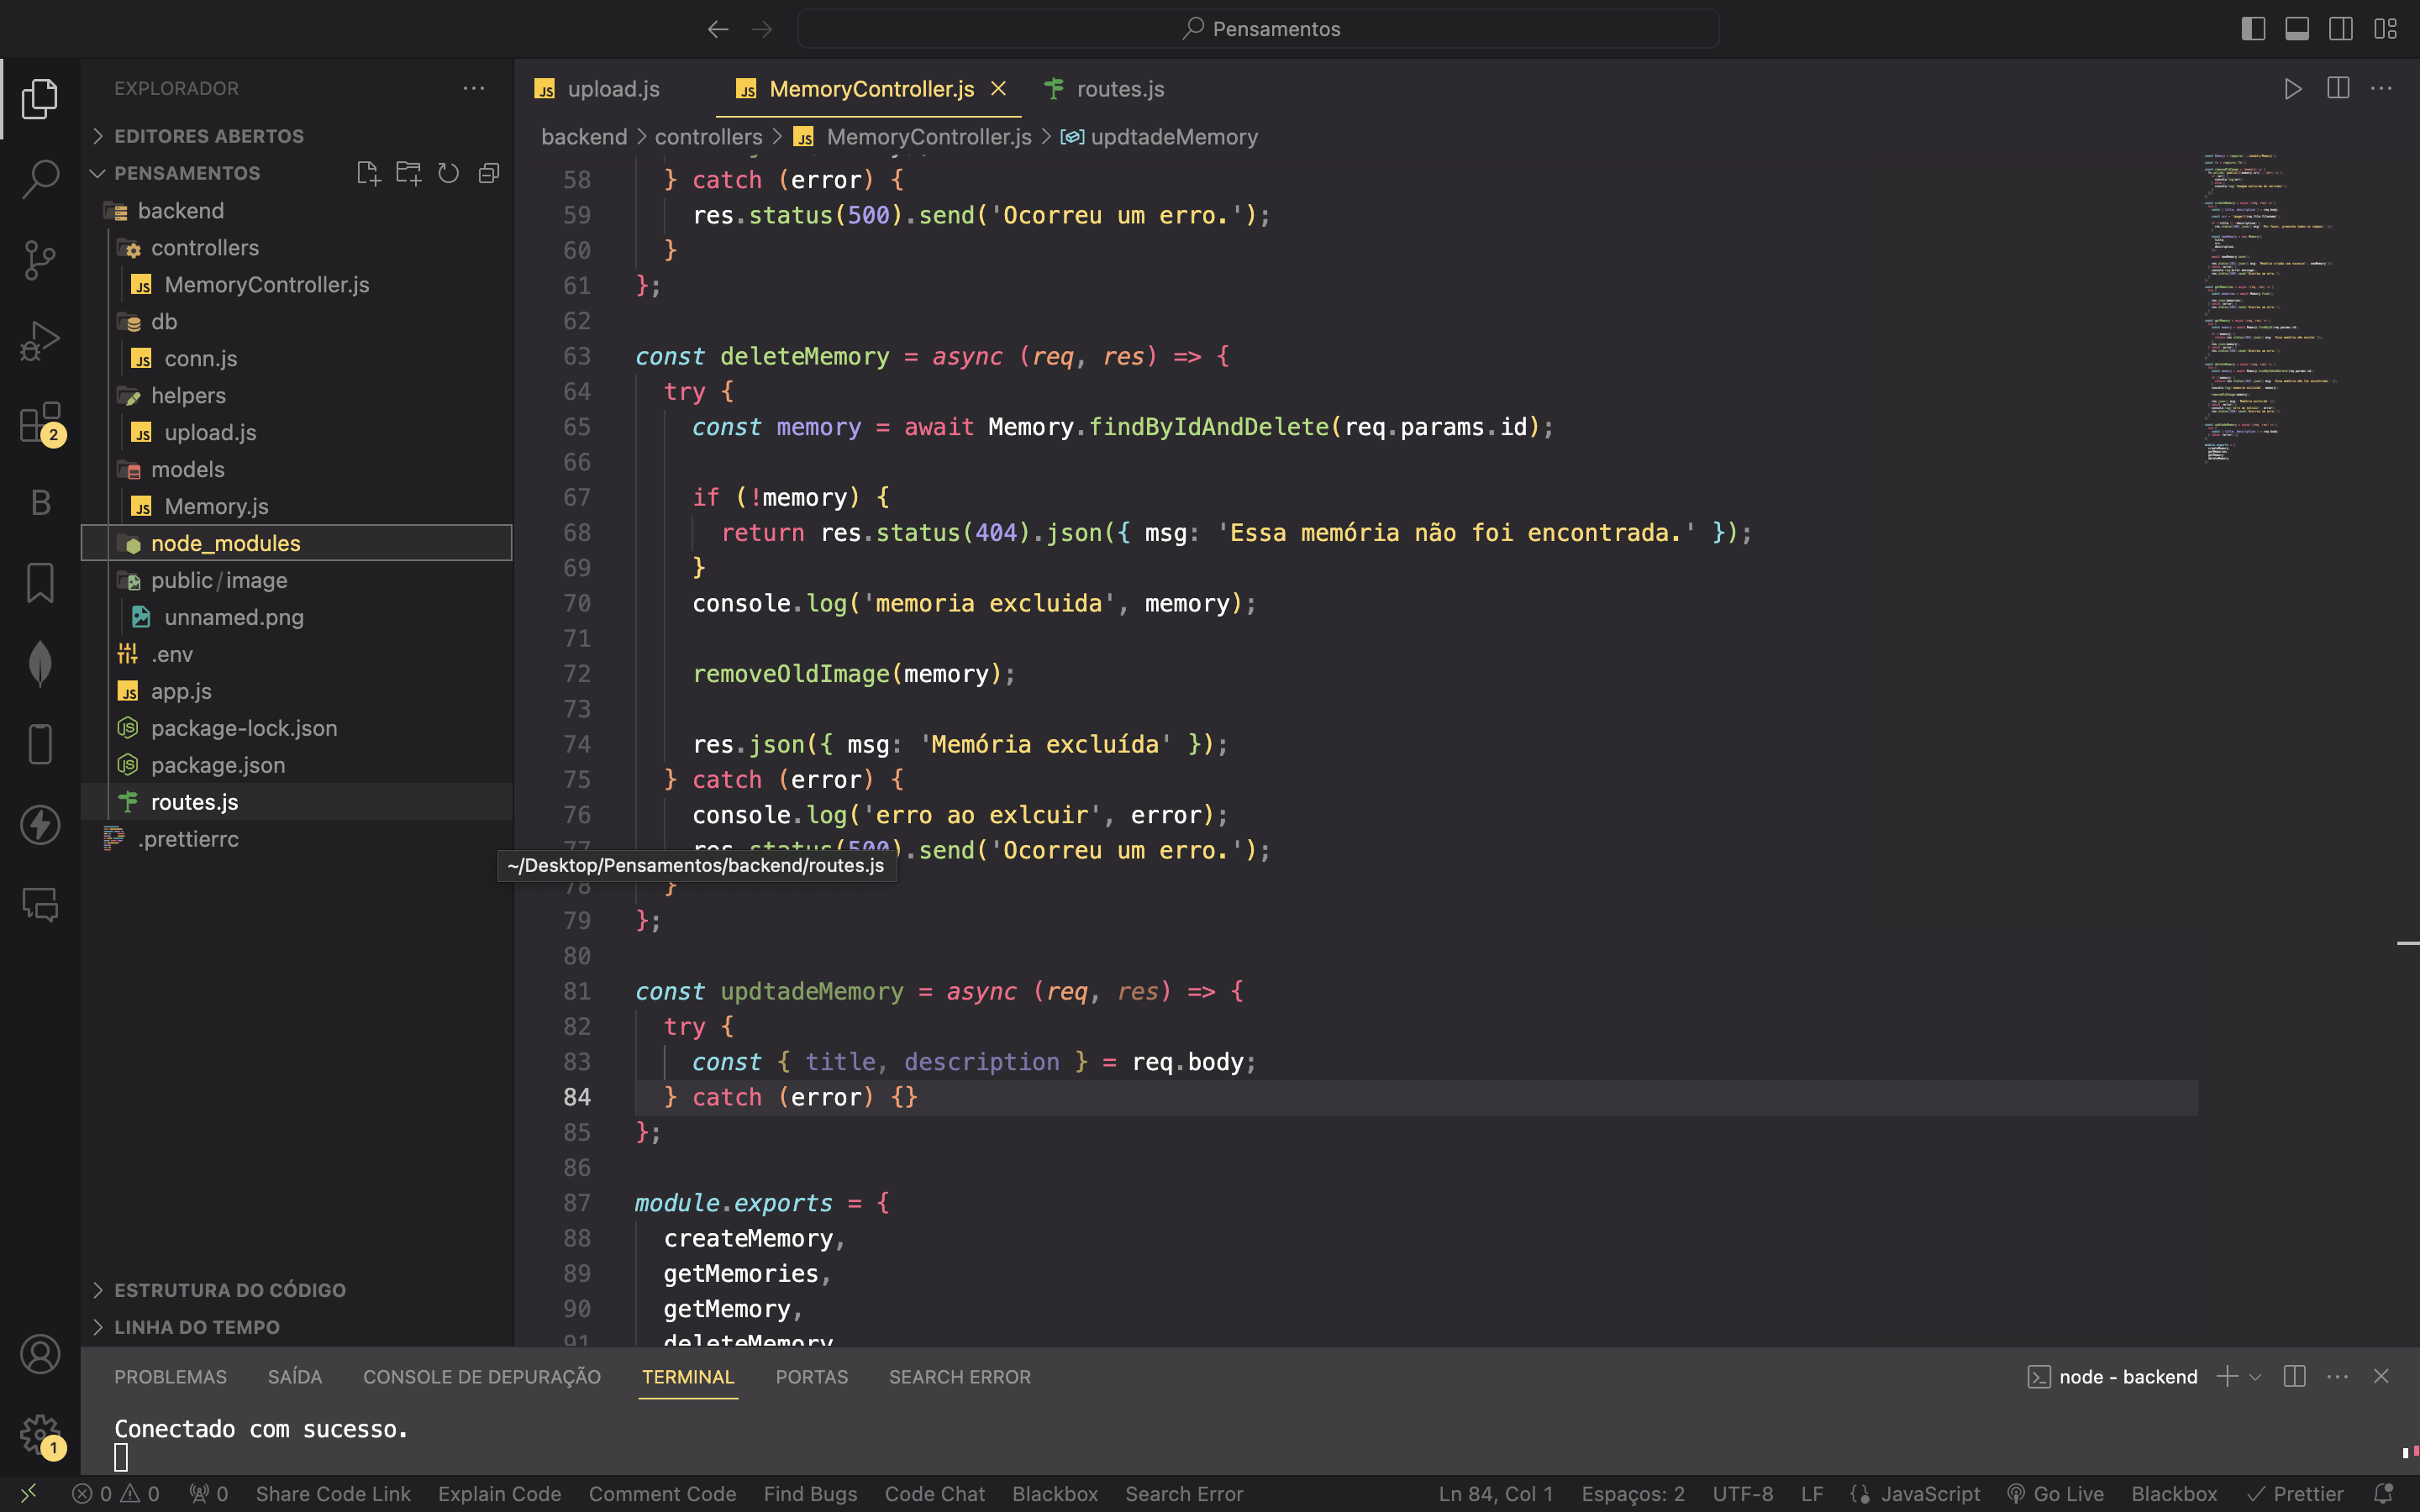 Pensamentos
EXPLORADOR
EDITORES ABERTOS
PENSAMENTOS
backend
controllers
MemoryController.js
db
conn.js
helpers
upload.js
models
Memory.js
node_modules
public/image
unnamed.png
.env
app.js
package-lock.json
package.json
routes.js
.prettierrc
ESTRUTURA DO CÓDIGO
LINHA DO TEMPO
2
B
1
upload.js MemoryController.js routes.js
backend > controllers > MemoryController.js > updtadeMemory
58 } catch (error) {
59 res.status(500).send('Ocorreu um erro.');
60 }
61 };
62
63 const deleteMemory = async (req, res) => {
64 try {
65 const memory = await Memory.findByIdAndDelete(req.params.id);
66
67 if (!memory) {
68 return res.status(404).json({ msg: 'Essa memória não foi encontrada.' });
69 }
70 console.log('memoria excluida', memory);
71
72 removeOldImage(memory);
73
74 res.json({ msg: 'Memória excluída' });
75 } catch (error) {
76 console.log('erro ao exlcuir', error);
77 res.status(500).send('Ocorreu um erro.');
~/Desktop/Pensamentos/backend/routes.js
78 }
79 };
80
81 const updtadeMemory = async (req, res) => {
82 try {
83 const { title, description } = req.body;
84 } catch (error) {}
85 };
86
87 module.exports = {
88 createMemory,
89 getMemories,
90 getMemory,
91 deleteMemory
PROBLEMAS SAÍDA CONSOLE DE DEPURAÇÃO TERMINAL PORTAS SEARCH ERROR node - backend
Conectado com sucesso.
0 0 0 Share Code Link Explain Code Comment Code Find Bugs Code Chat Blackbox Search Error Ln 84, Col 1 Espaços: 2 UTF-8 LF JavaScript Go Live Blackbox Prettier